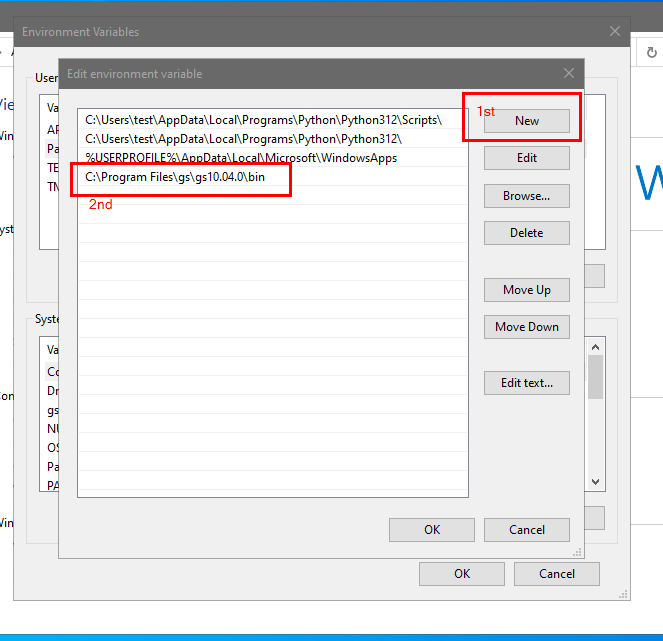 Environment Variables
User
Edit environment variable
C:\Users\test\AppData\Local\Programs\Python\Python312\Scripts\
C:\Users\test\AppData\Local\Programs\Python\Python312\
%USERPROFILE%\AppData\Local\Microsoft\WindowsApps
C:\Program Files\gs\gs10.04.0\bin
2nd
1st
New
Edit
Browse...
Delete
Move Up
Move Down
Edit text...
OK
Cancel
Va
Pa
TE
Syste
Va
Co
Dr
gs
OS
Pa
PA
OK
Cancel
W